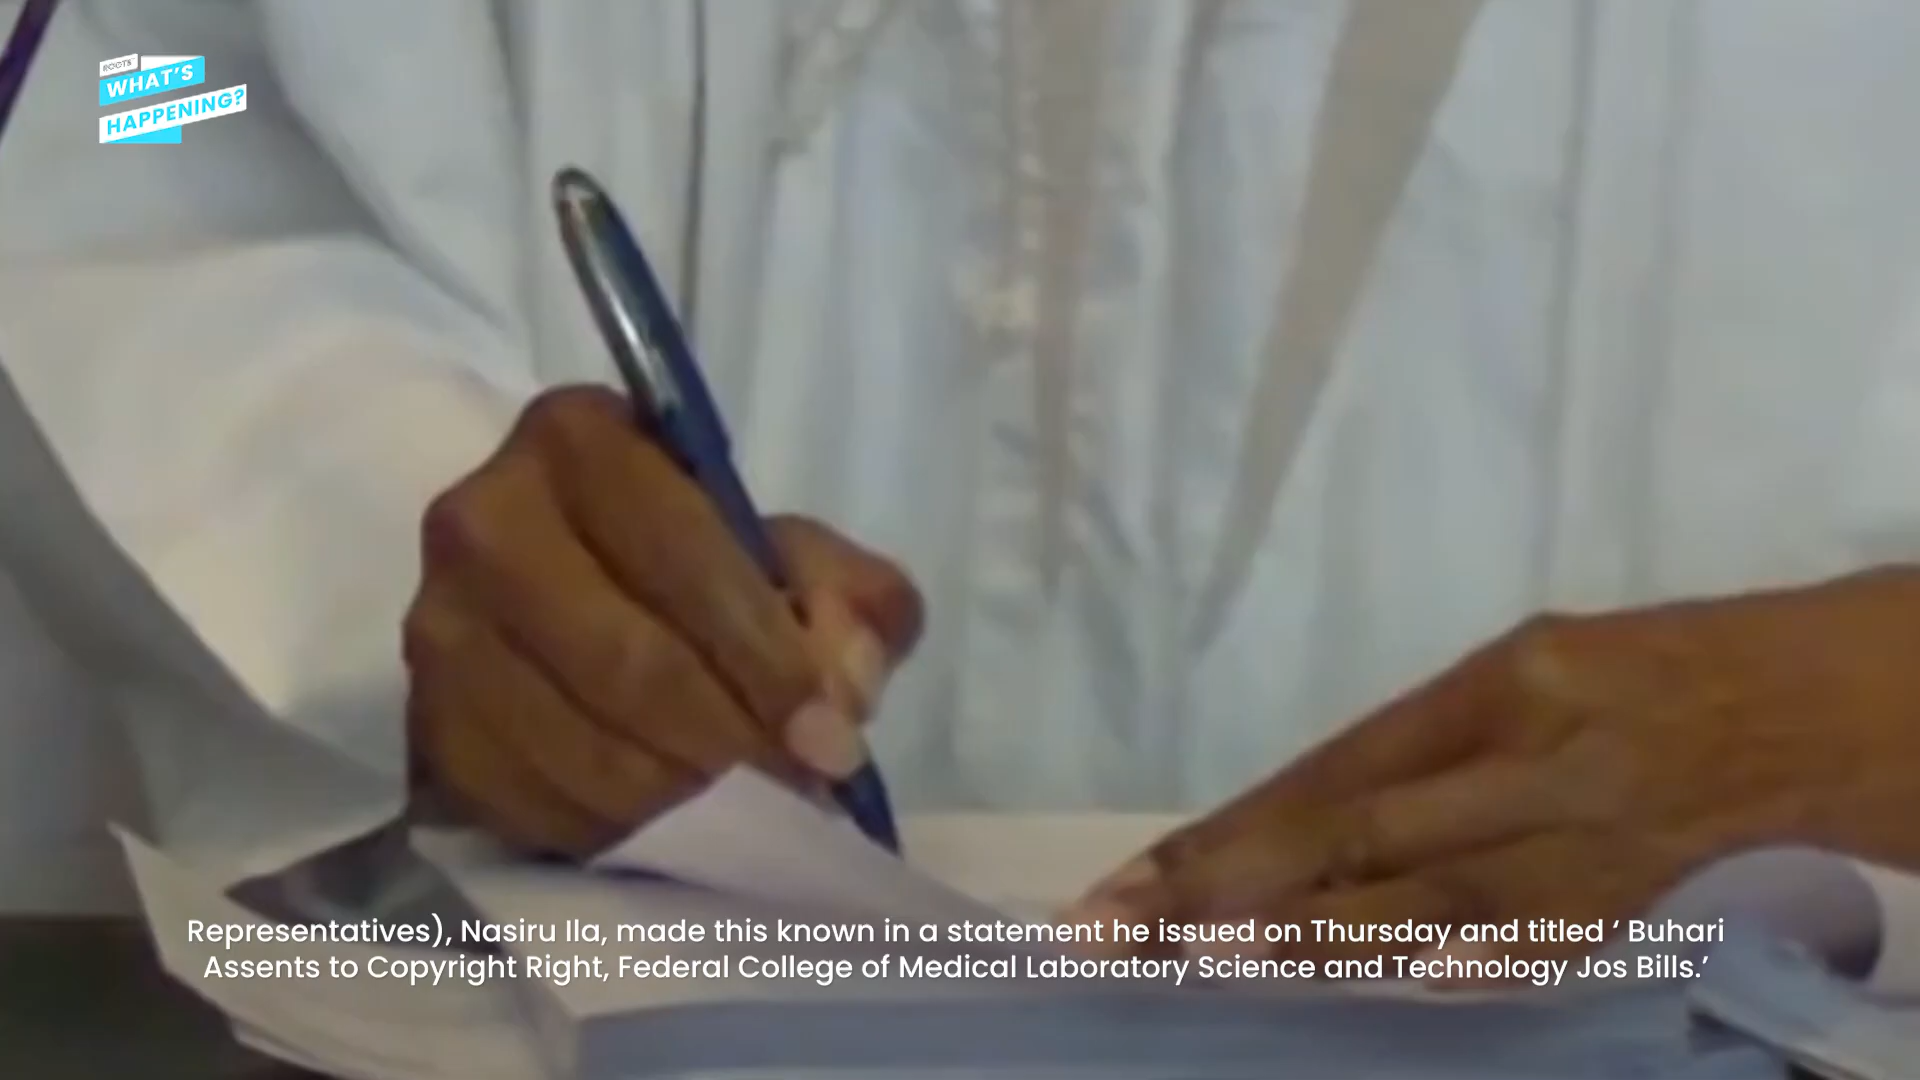 ROOTS
WHAT'S
HAPPENING?
Representatives), Nasiru Ila, made this known in a statement he issued on Thursday and titled ‘ Buhari
Assents to Copyright Right, Federal College of Medical Laboratory Science and Technology Jos Bills.’